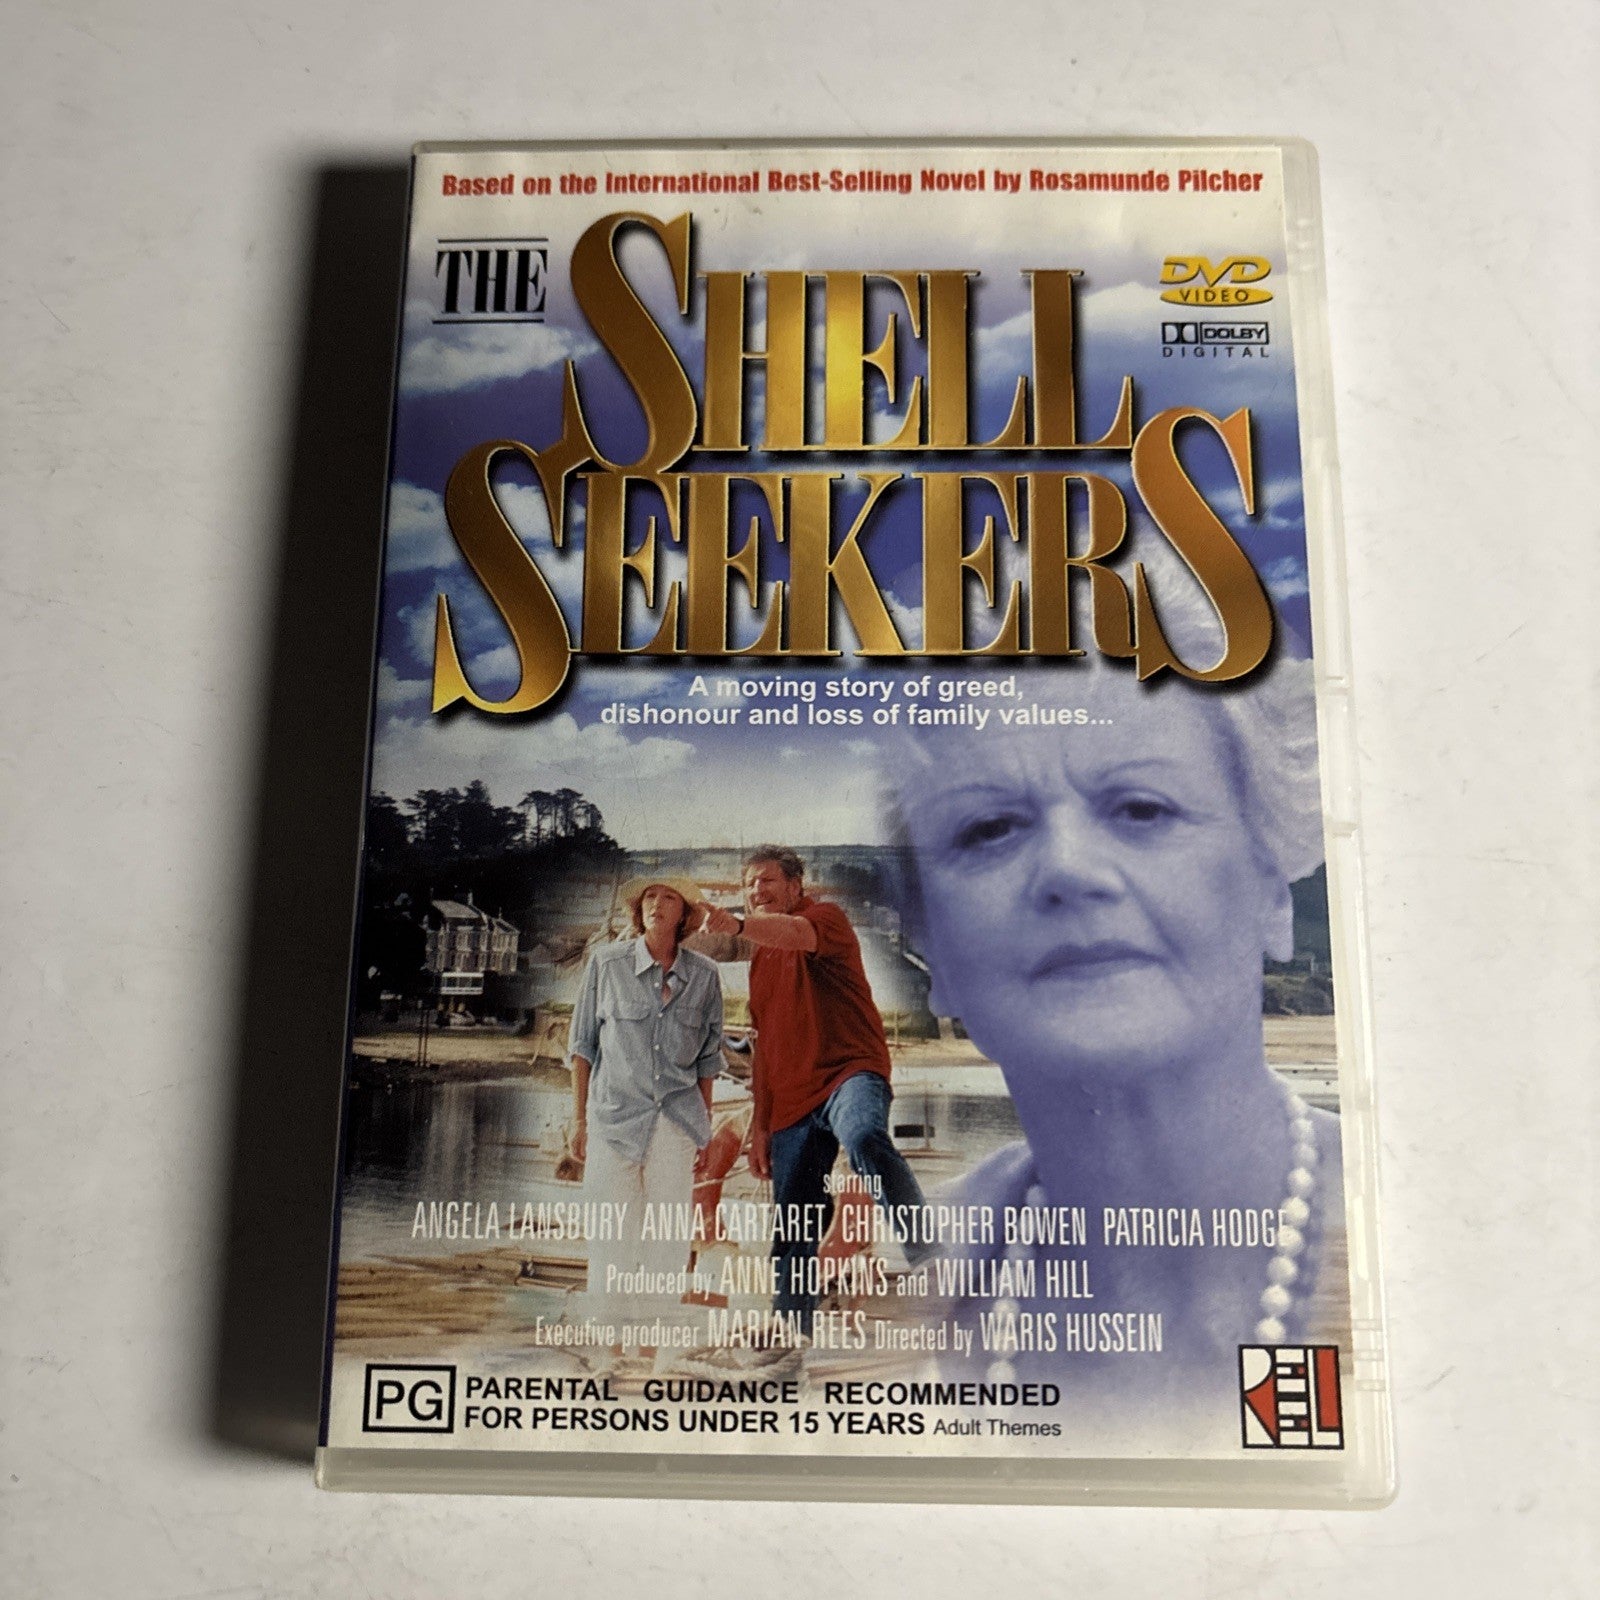 Based on the International Best-Selling Novel by Rosamunde Pilcher
THE SHELL
SEEKERS
DVD
VIDEO
DOLBY
DIGITAL
A moving story of greed,
dishonour and loss of family values...
starring
ANGELA LANSBURY ANNA CARTARET CHRISTOPHER BOWEN PATRICIA HODGE
Produced by ANNE HOPKINS and WILLIAM HILL
Executive producer MARIAN REES Directed by WARIS HUSSEIN
PG PARENTAL GUIDANCE RECOMMENDED
FOR PERSONS UNDER 15 YEARS Adult Themes
REEL